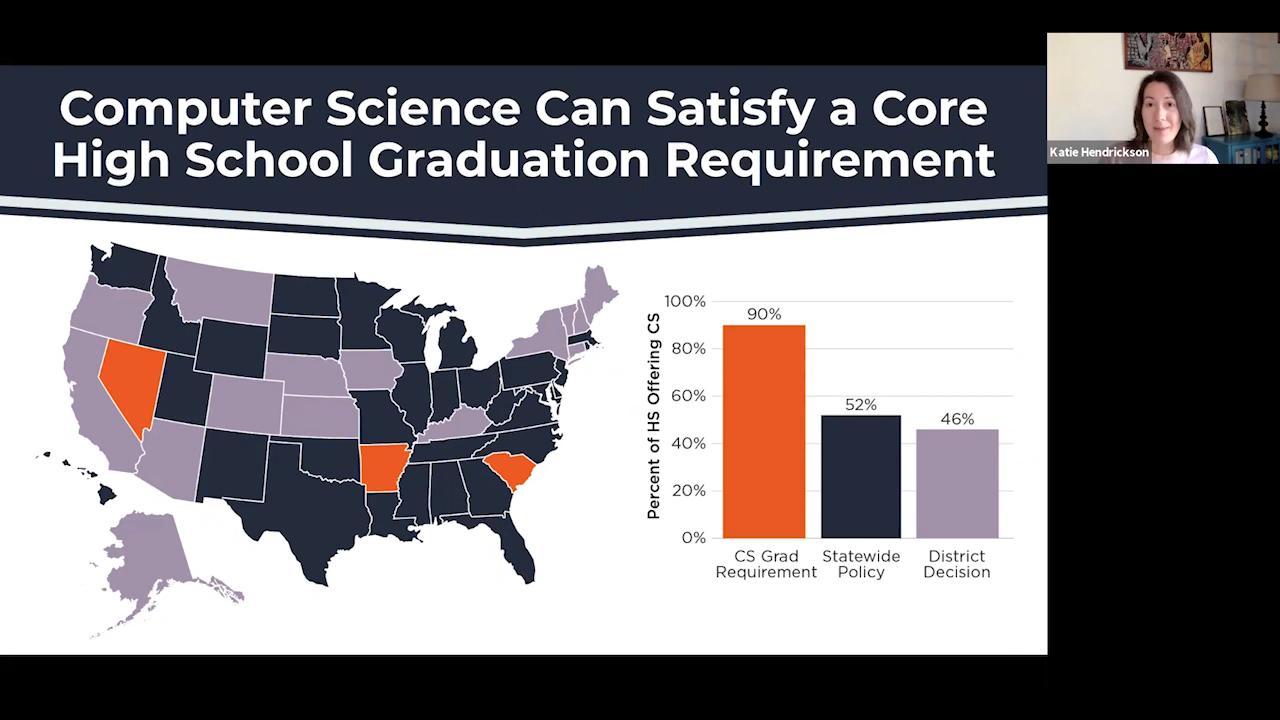 Computer Science Can Satisfy a Core
High School Graduation Requirement
Katie Hendrickson
Percent of HS Offering CS
100%
80%
60%
40%
20%
0%
90%
52%
46%
CS Grad
Requirement
Statewide
Policy
District
Decision